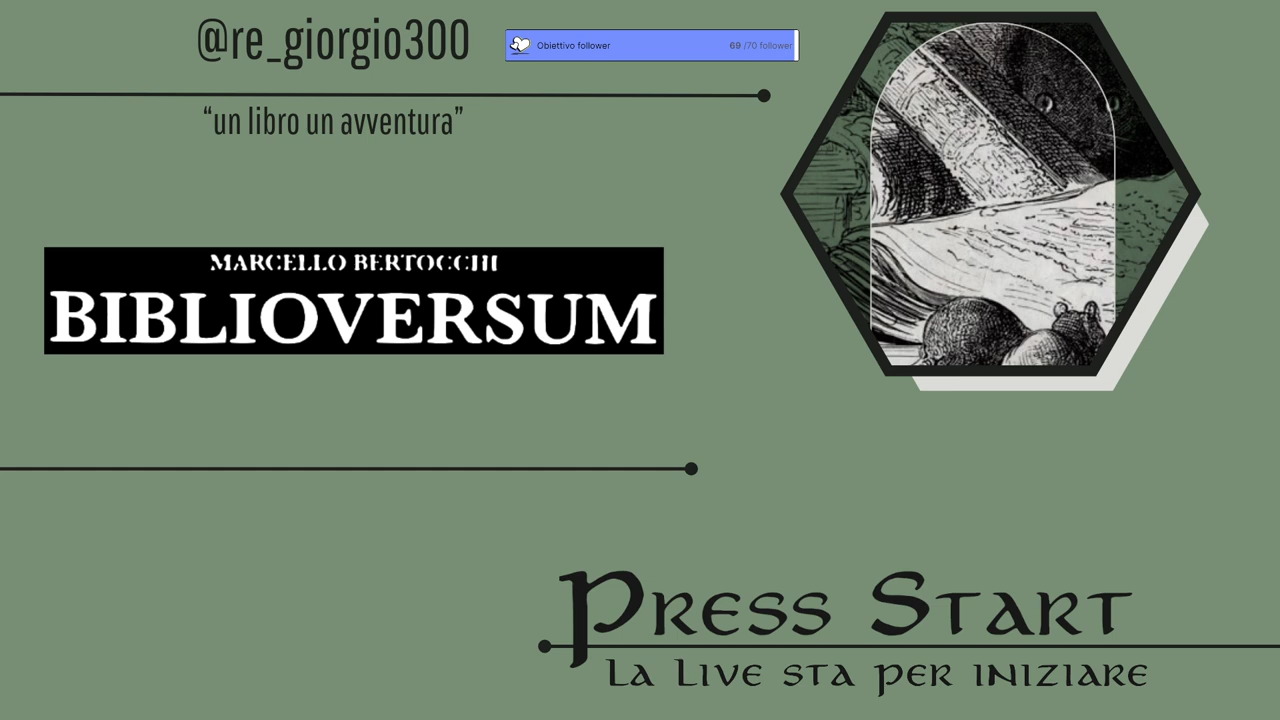 @re_giorgio300
Obiettivo follower 69 /70 follower
“un libro un avventura”
MARCELLO BERTOCCHI
BIBLIOVERSUM
Press Start
La Live sta per iniziare